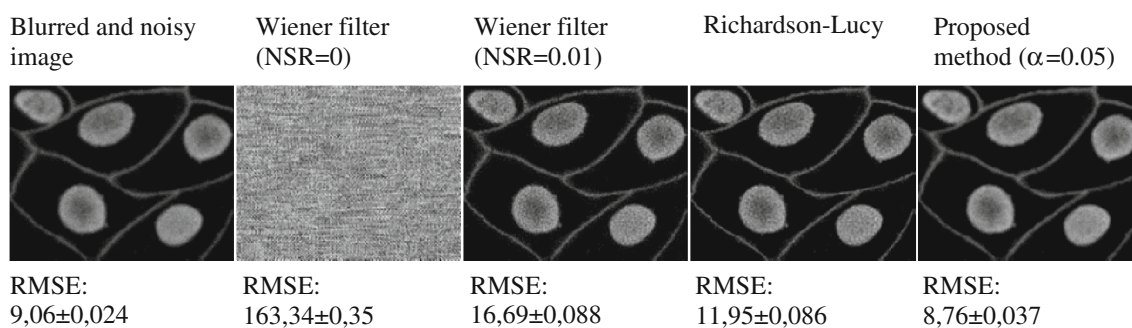 Blurred and noisy
image
Wiener filter
(NSR=0)
Wiener filter
(NSR=0.01)
Richardson-Lucy
Proposed
method (α=0.05)
RMSE:
9,06±0,024
RMSE:
163,34±0,35
RMSE:
16,69±0,088
RMSE:
11,95±0,086
RMSE:
8,76±0,037